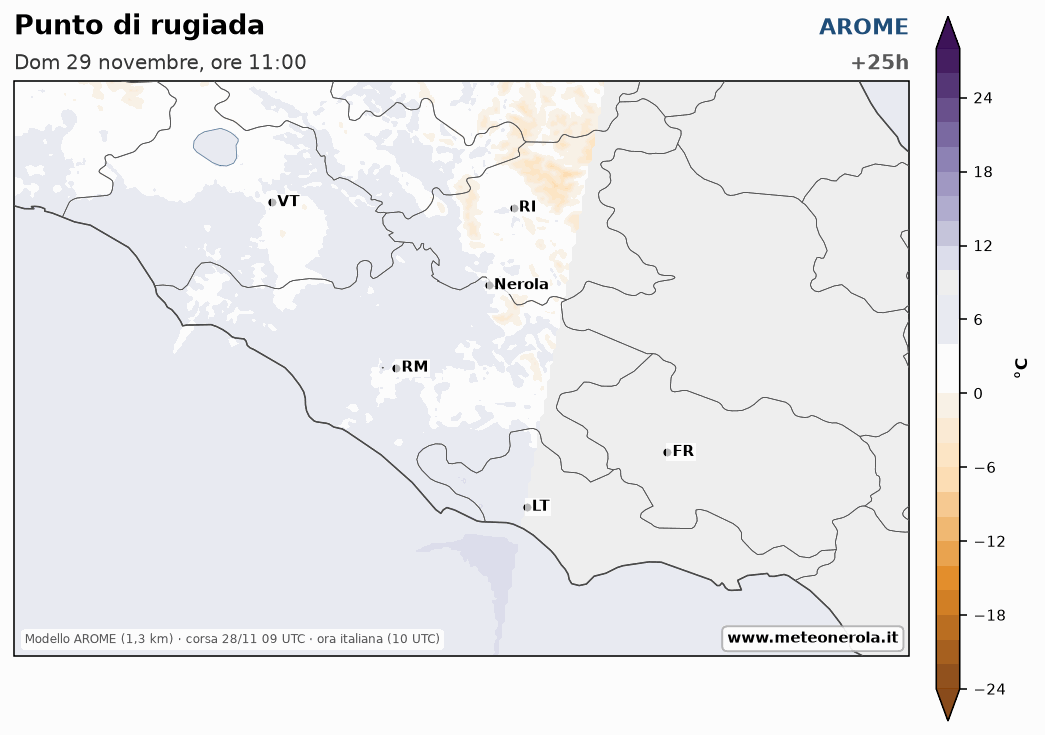 Punto di rugiada
AROME
Dom 29 novembre, ore 11:00
+25h
VT
RI
Nerola
RM
FR
LT
24
18
12
6
0
−6
−12
−18
−24
°C
Modello AROME (1,3 km) · corsa 28/11 09 UTC · ora italiana (10 UTC)
www.meteonerola.it